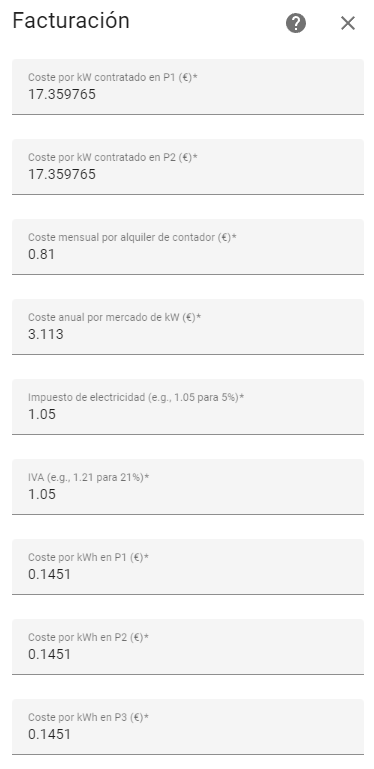 Facturación
Coste por kW contratado en P1 (€)*
17.359765
Coste por kW contratado en P2 (€)*
17.359765
Coste mensual por alquiler de contador (€)*
0.81
Coste anual por mercado de kW (€)*
3.113
Impuesto de electricidad (e.g., 1.05 para 5%)*
1.05
IVA (e.g., 1.21 para 21%)*
1.05
Coste por kWh en P1 (€)*
0.1451
Coste por kWh en P2 (€)*
0.1451
Coste por kWh en P3 (€)*
0.1451